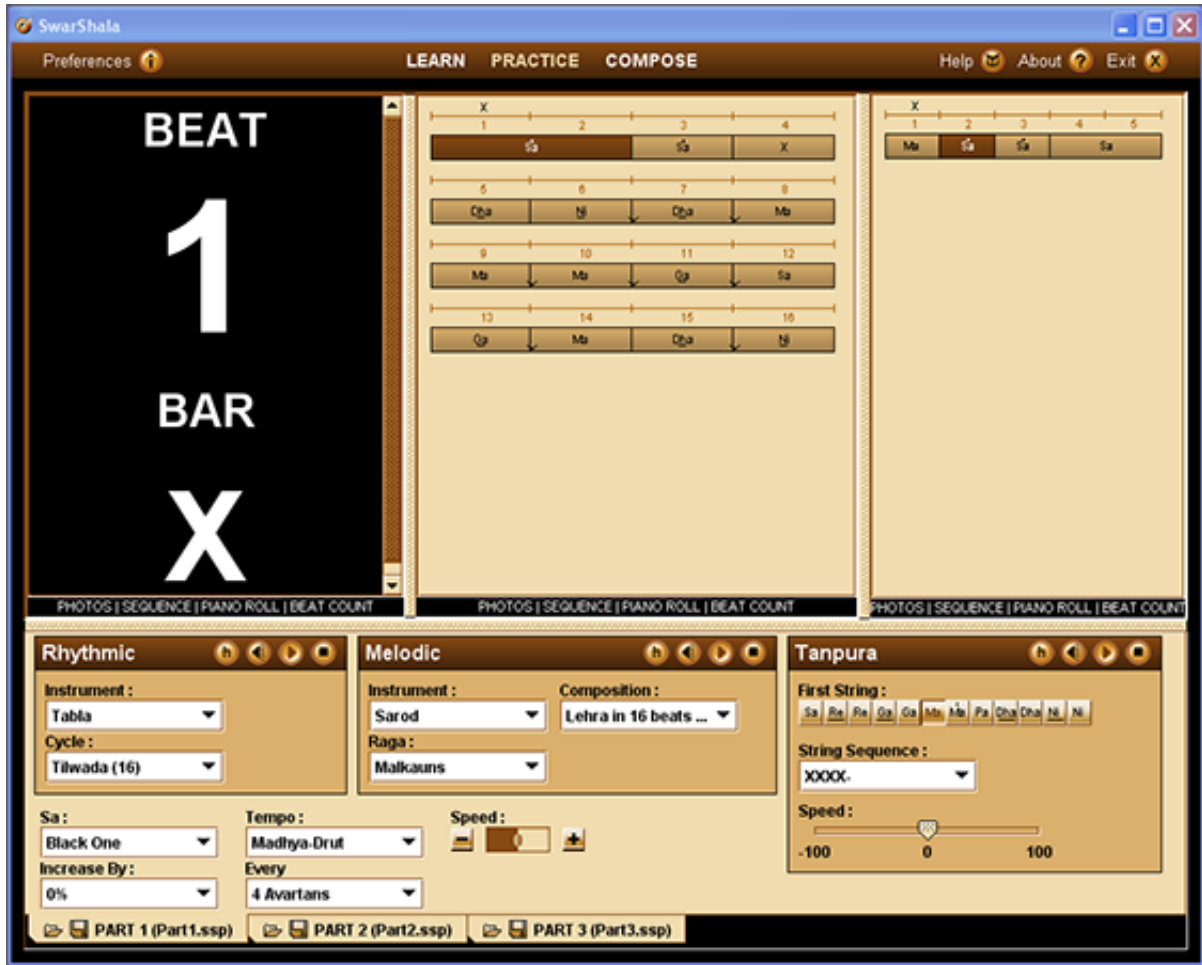 SwarShala
Preferences LEARN PRACTICE COMPOSE Help About Exit
BEAT
1
BAR
X
PHOTOS | SEQUENCE | PIANO ROLL | BEAT COUNT
X
1 2 3 4
Sa Sa X
5 6 7 8
Dha Ni Dha Ma
9 10 11 12
Ma Ma Ga Sa
13 14 15 16
Ga Ma Dha Ni
PHOTOS | SEQUENCE | PIANO ROLL | BEAT COUNT
X
1 2 3 4 5
Ma Sa Sa Sa
PHOTOS | SEQUENCE | PIANO ROLL | BEAT COUNT
Rhythmic h
Instrument :
Tabla
Cycle :
Tilwada (16)
Melodic h
Instrument : Composition :
Sarod Lehra in 16 beats ...
Raga :
Malkauns
Tanpura h
First String :
Sa Re Re Ga Ga Ma Ma Pa Dha Dha Ni Ni
String Sequence :
XXXX-
Speed :
-100 0 100
Sa : Tempo : Speed :
Black One Madhya-Drut
Increase By : Every
0% 4 Avartans
PART 1 (Part1.ssp) PART 2 (Part2.ssp) PART 3 (Part3.ssp)